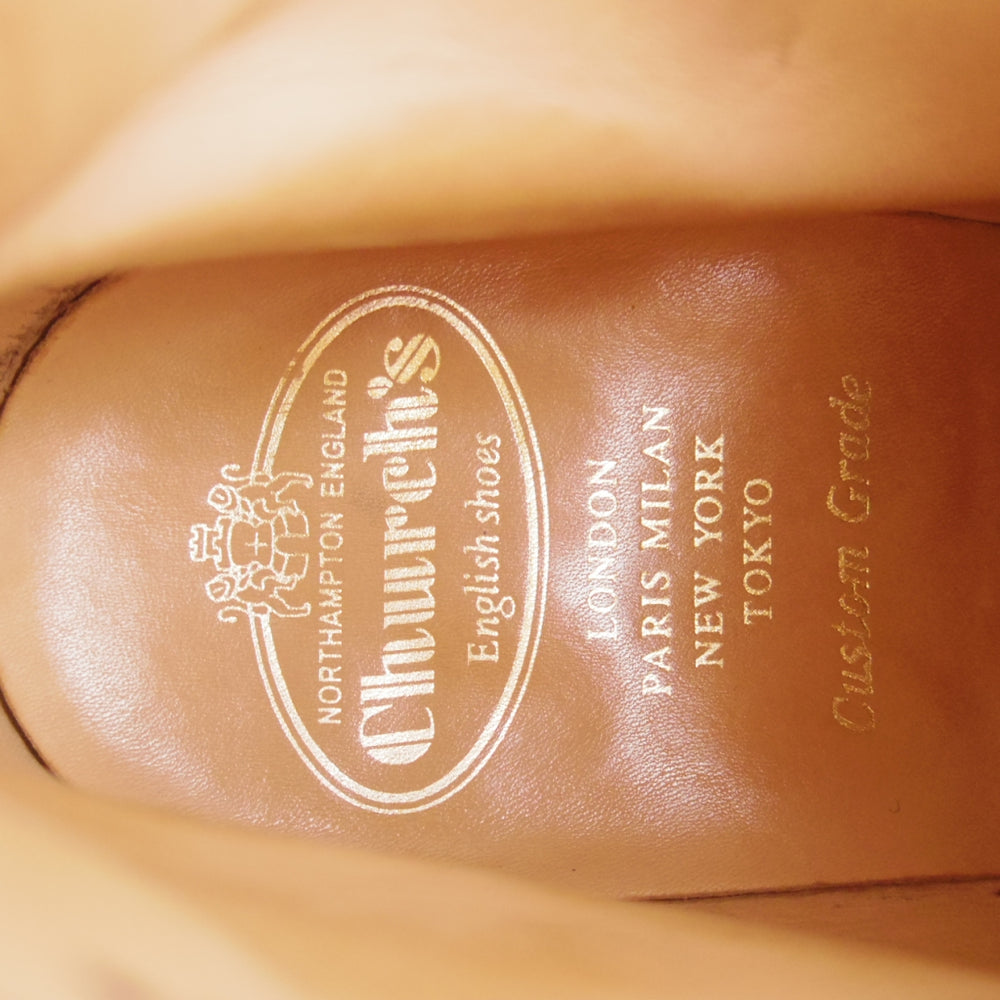 NORTHAMPTON ENGLAND
Church's
English shoes
LONDON
PARIS MILAN
NEW YORK
TOKYO
Custom Grade